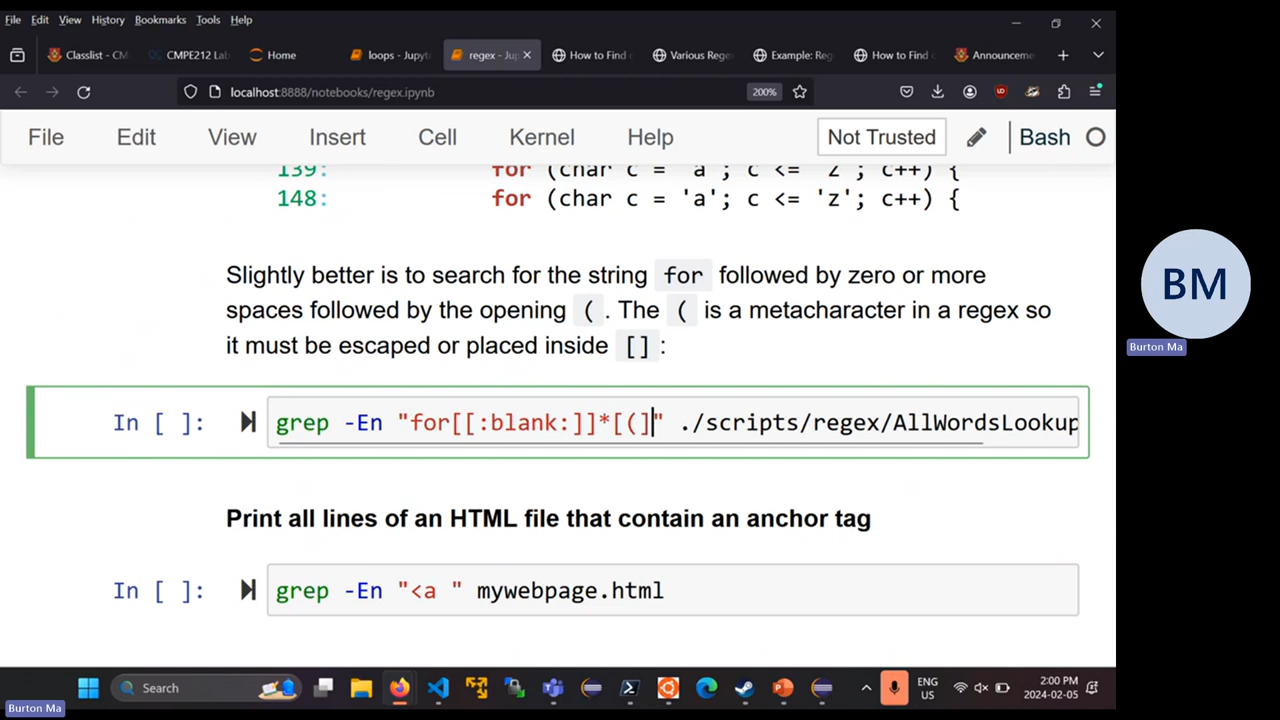 File Edit View History Bookmarks Tools Help
Classlist - CM CMPE212 Lab Home loops - Jupyt regex - Jup How to Find Various Rege Example: Reg How to Find Announceme
localhost:8888/notebooks/regex.ipynb 200%
File Edit View Insert Cell Kernel Help Not Trusted Bash
139: for (char c = 'a'; c <= 'z'; c++) {
148: for (char c = 'a'; c <= 'z'; c++) {
Slightly better is to search for the string for followed by zero or more
spaces followed by the opening ( . The ( is a metacharacter in a regex so
it must be escaped or placed inside [] :
In [ ]: grep -En "for[[:blank:]]*[(]" ./scripts/regex/AllWordsLookup
Print all lines of an HTML file that contain an anchor tag
In [ ]: grep -En "<a " mywebpage.html
BM
Burton Ma
Search
ENG
US
2:00 PM
2024-02-05
Burton Ma